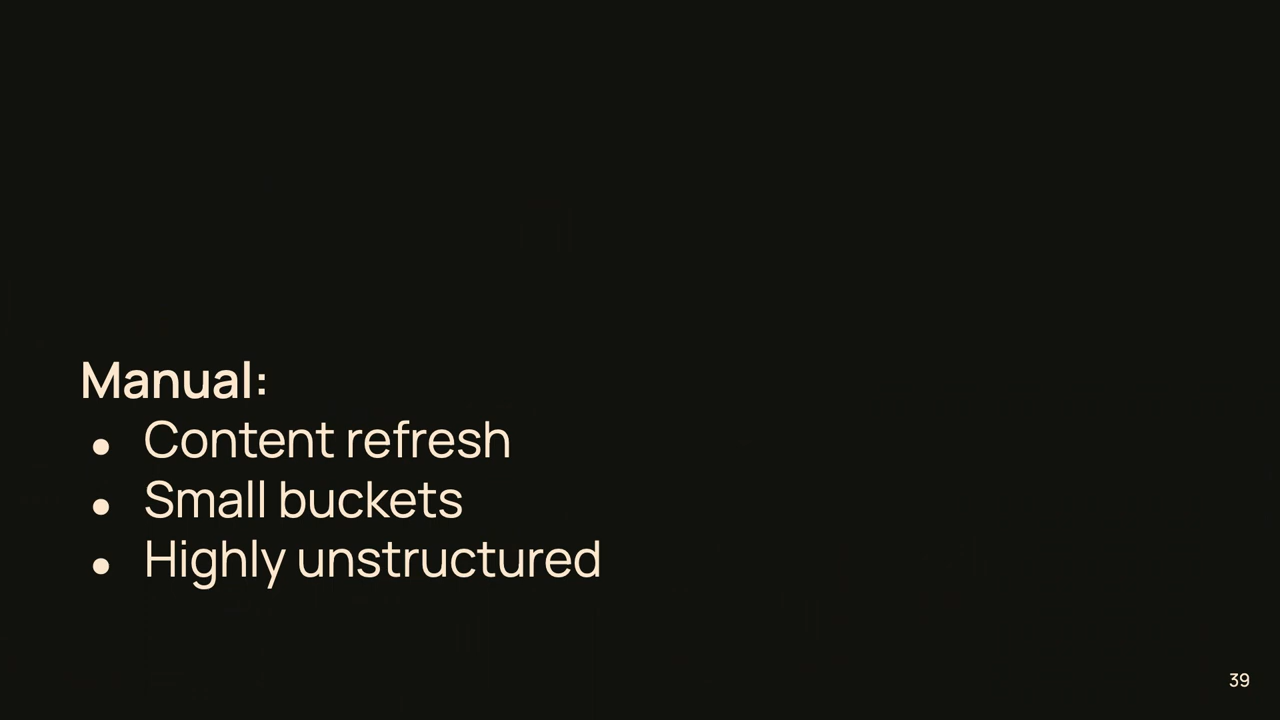 Manual:
● Content refresh
● Small buckets
● Highly unstructured
39